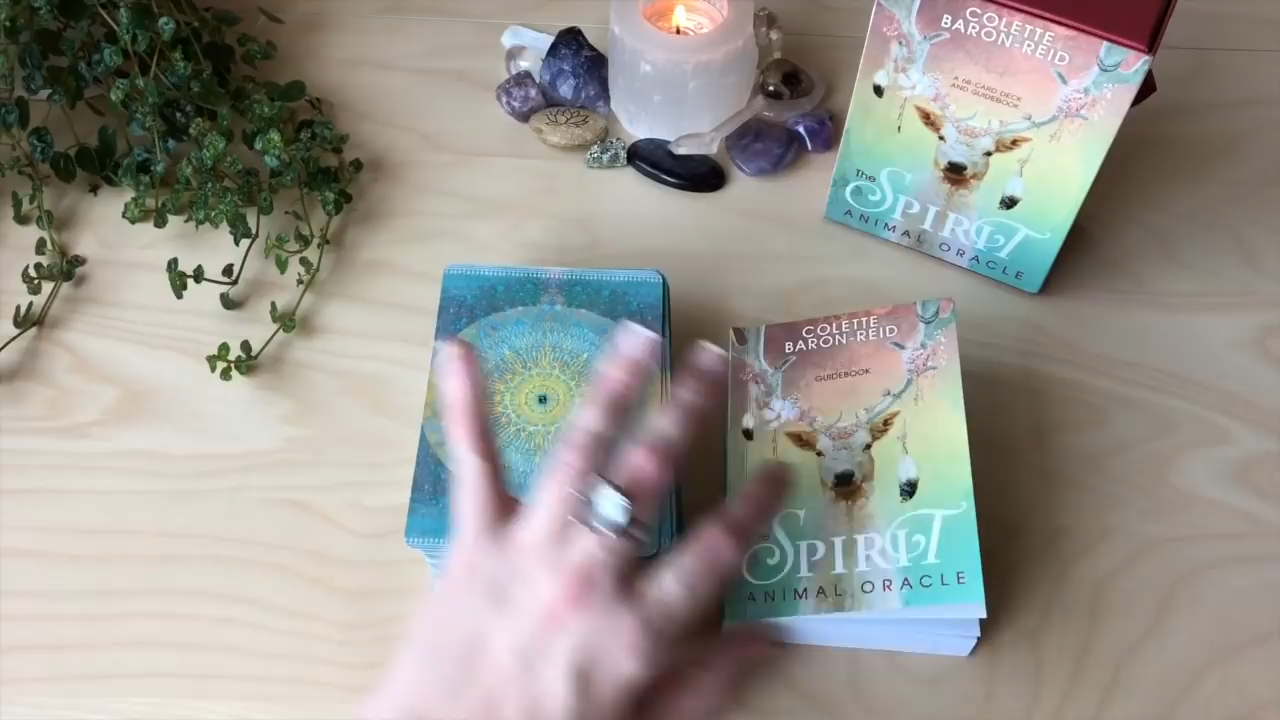 COLETTE
BARON-REID
A 68-CARD DECK
AND GUIDEBOOK
The
SPIRIT
ANIMAL ORACLE
COLETTE
BARON-REID
GUIDEBOOK
SPIRIT
ANIMAL ORACLE